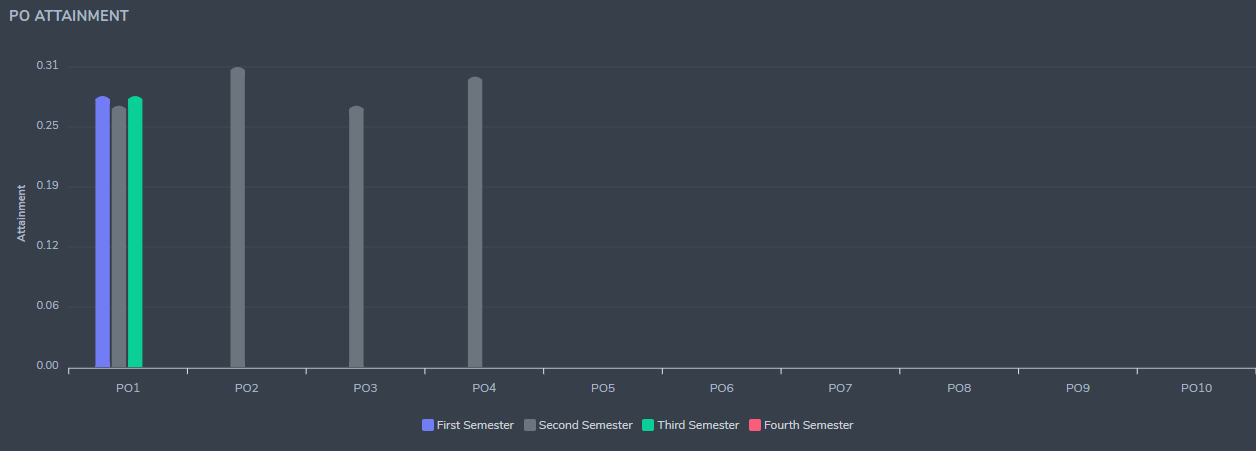 PO ATTAINMENT
0.31
0.25
0.19
0.12
0.06
0.00
Attainment
PO1 PO2 PO3 PO4 PO5 PO6 PO7 PO8 PO9 PO10
First Semester Second Semester Third Semester Fourth Semester